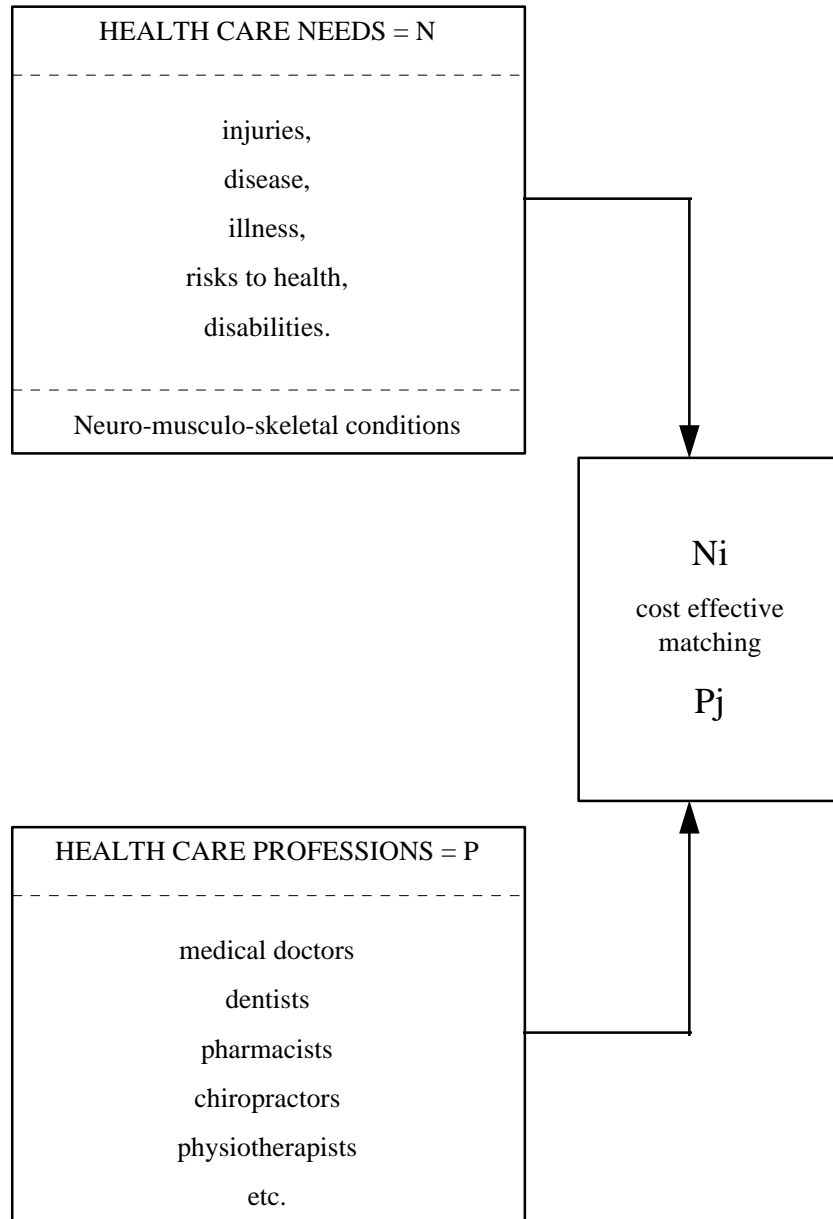 HEALTH CARE NEEDS = N
injuries,
disease,
illness,
risks to health,
disabilities.
Neuro-musculo-skeletal conditions
Ni
cost effective
matching
Pj
HEALTH CARE PROFESSIONS = P
medical doctors
dentists
pharmacists
chiropractors
physiotherapists
etc.